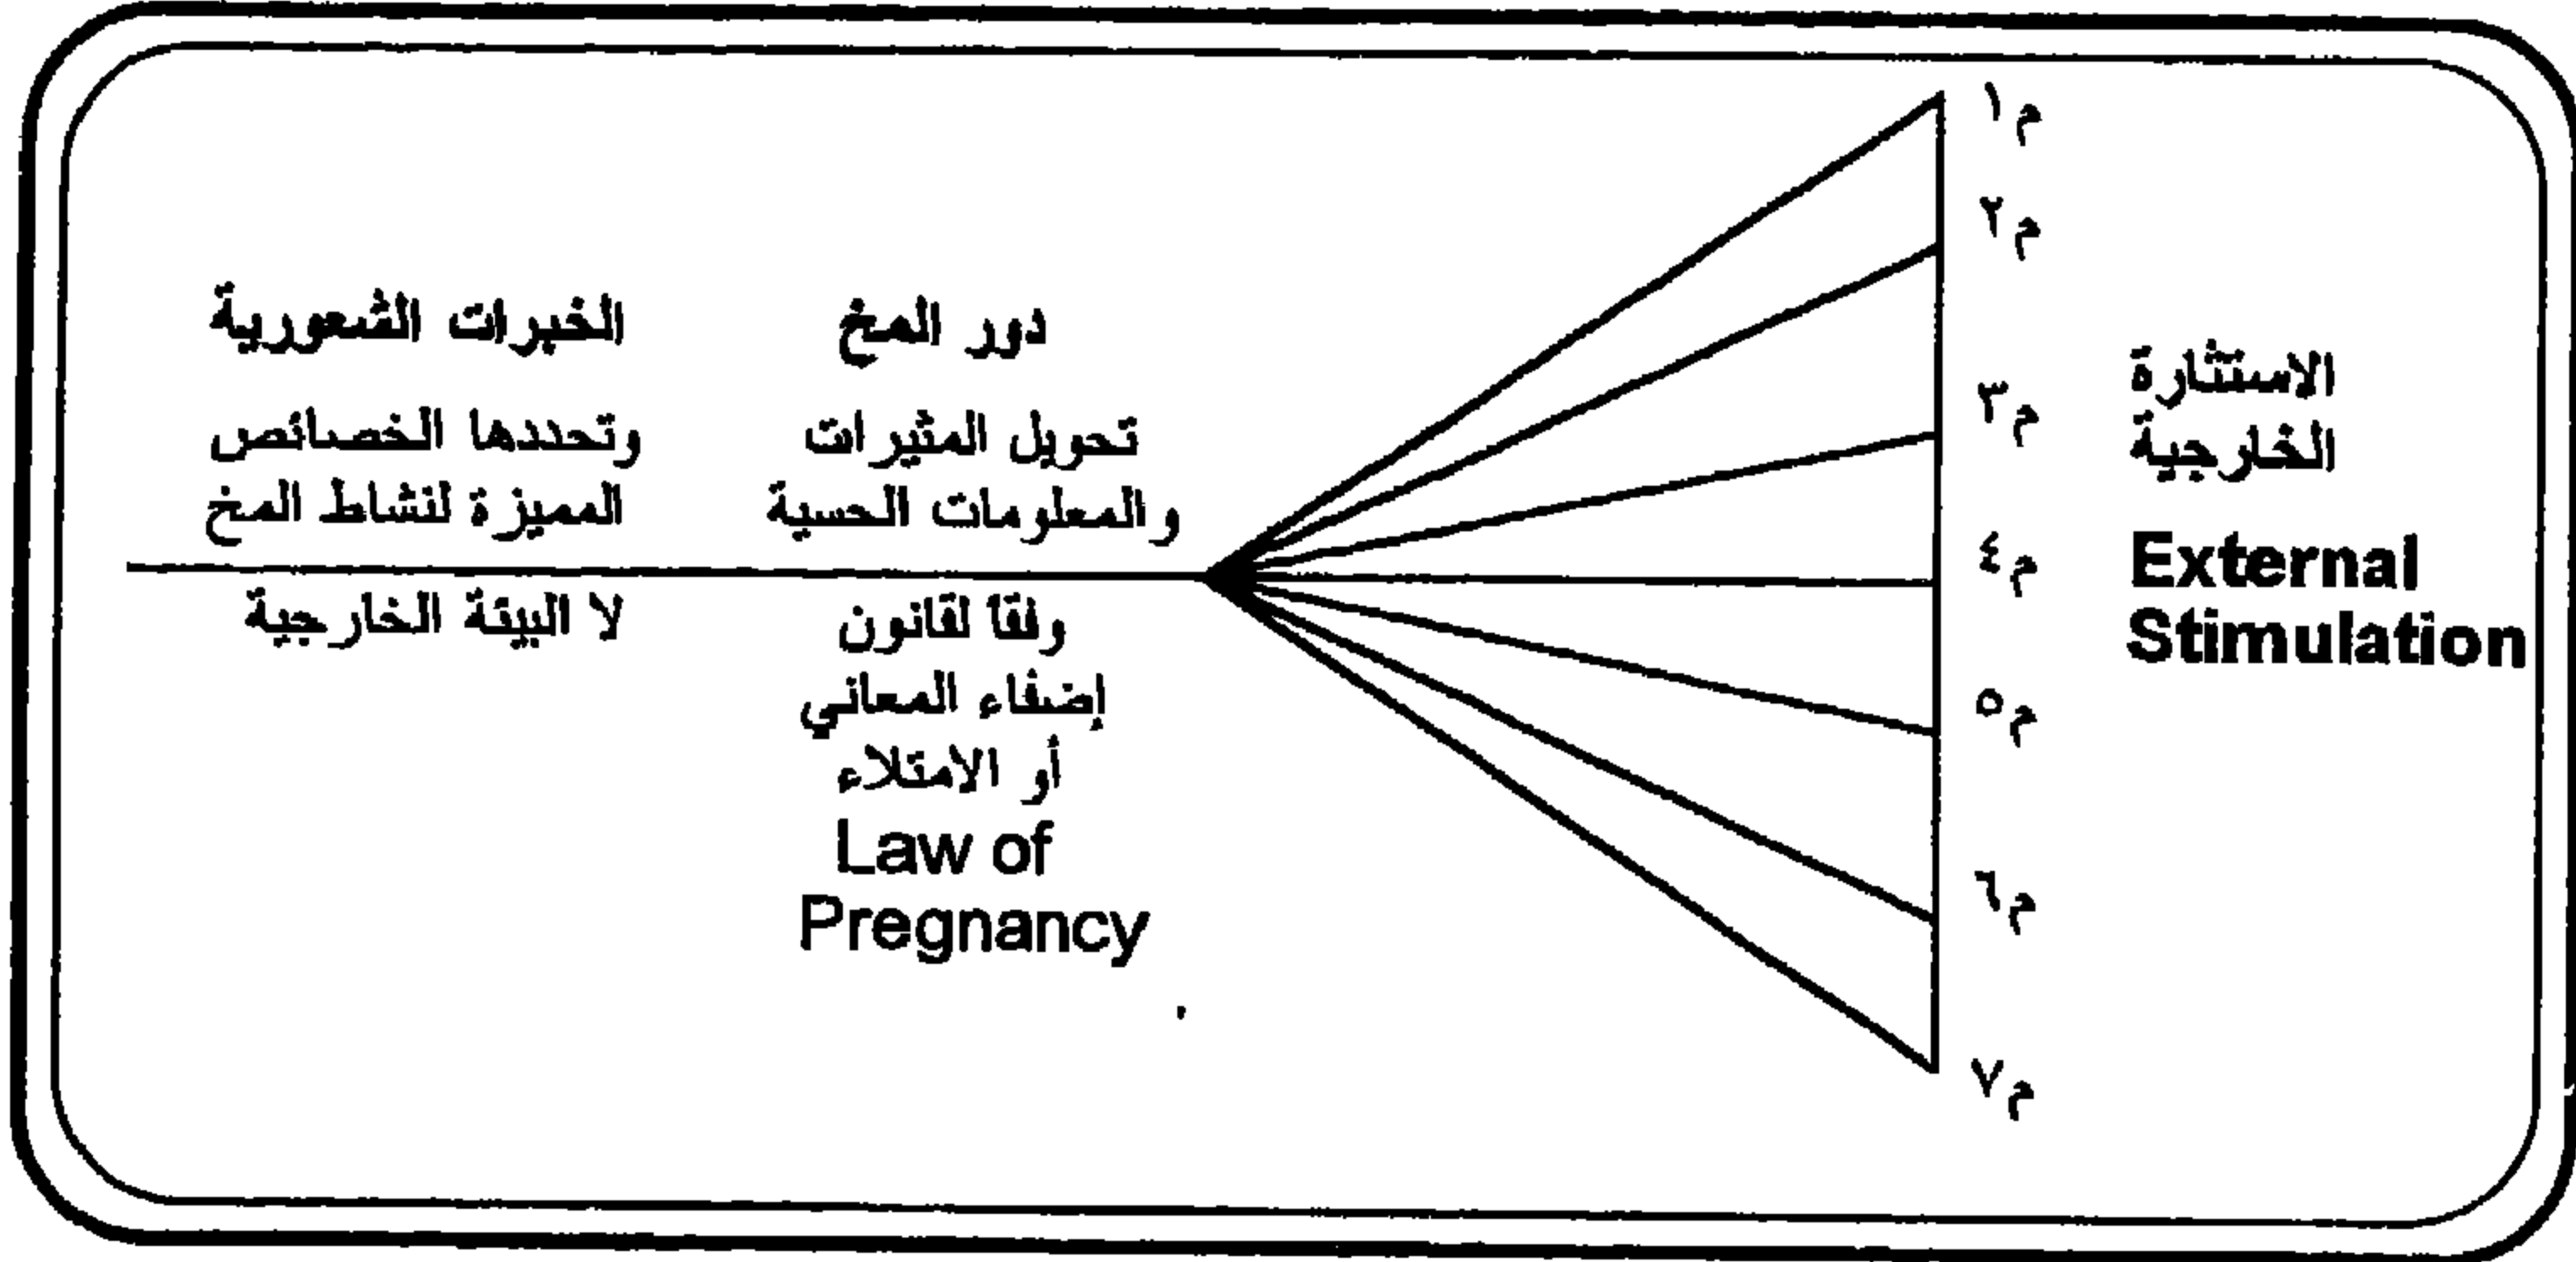 م١
م٢
م٣
م٤
م٥
م٦
م٧
الاستثارة
الخارجية
External
Stimulation
دور المخ
تحويل المثيرات
والمعلومات الحسية
وفقاً لقانون
إضفاء المعاني
أو الامتلاء
Law of
Pregnancy
الخبرات الشعورية
وتحددها الخصائص
المميزة لنشاط المخ
لا البيئة الخارجية